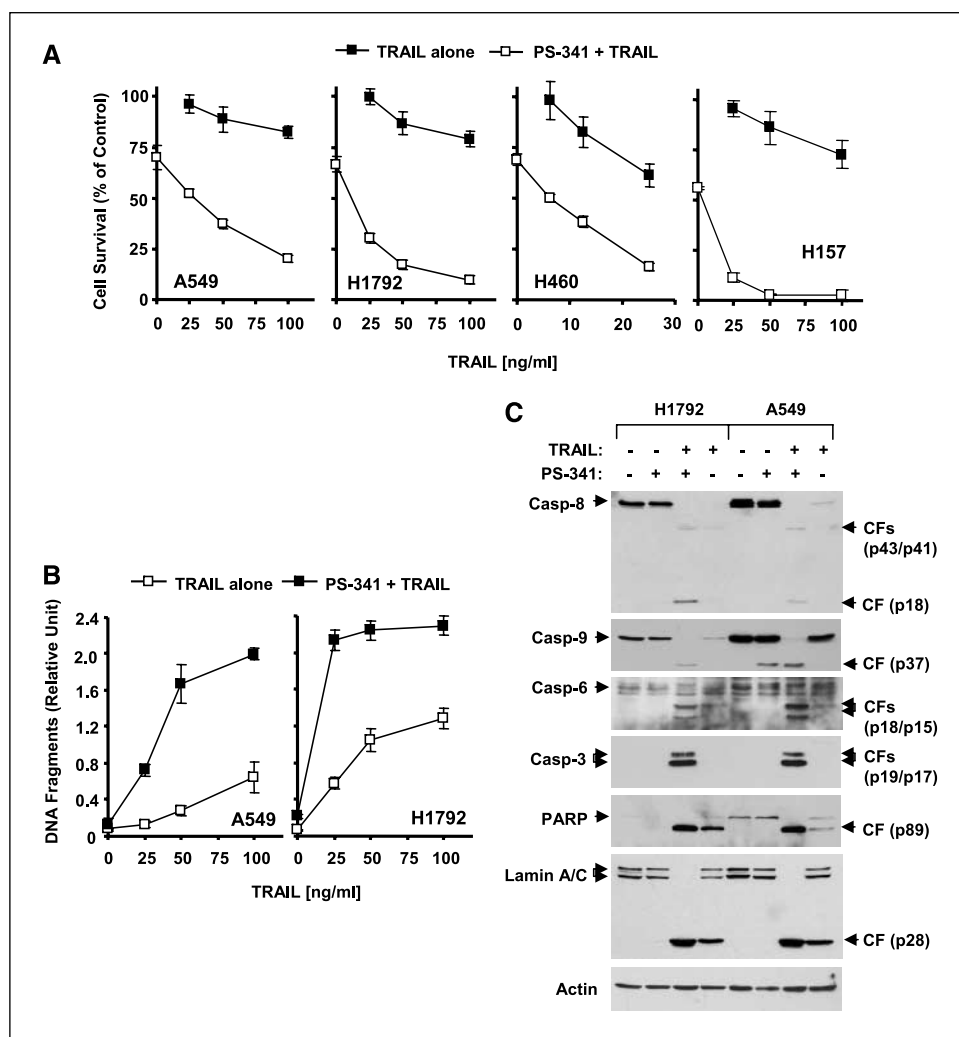 A
TRAIL alone PS-341 + TRAIL
Cell Survival (% of Control)
100
75
50
25
0
A549
H1792
H460
H157
0 25 50 75 100
0 25 50 75 100
0 10 20 30
0 25 50 75 100
TRAIL [ng/ml]
B
TRAIL alone PS-341 + TRAIL
DNA Fragments (Relative Unit)
2.4
2.0
1.6
1.2
0.8
0.4
0
A549
H1792
0 25 50 75 100
0 25 50 75 100
TRAIL [ng/ml]
C
H1792 A549
TRAIL: - - + + - - + +
PS-341: - + + - - + + -
Casp-8
CFs
(p43/p41)
CF (p18)
Casp-9
CF (p37)
Casp-6
CFs
(p18/p15)
Casp-3
CFs
(p19/p17)
PARP
CF (p89)
Lamin A/C
CF (p28)
Actin